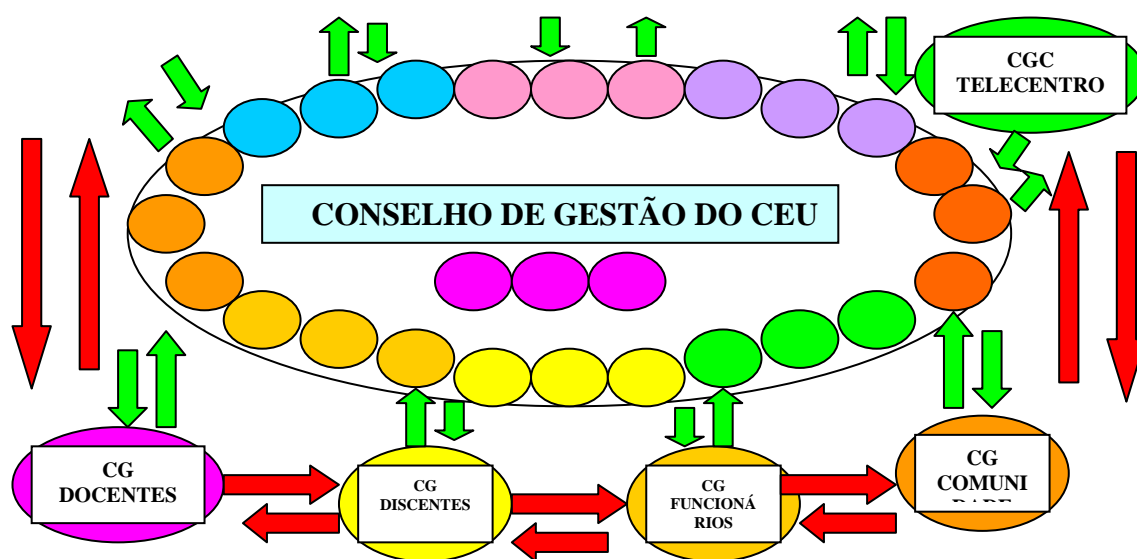 CGC
TELECENTRO
CONSELHO DE GESTÃO DO CEU
CG
DOCENTES
CG
DISCENTES
CG
FUNCIONÁ
RIOS
CG
COMUNI